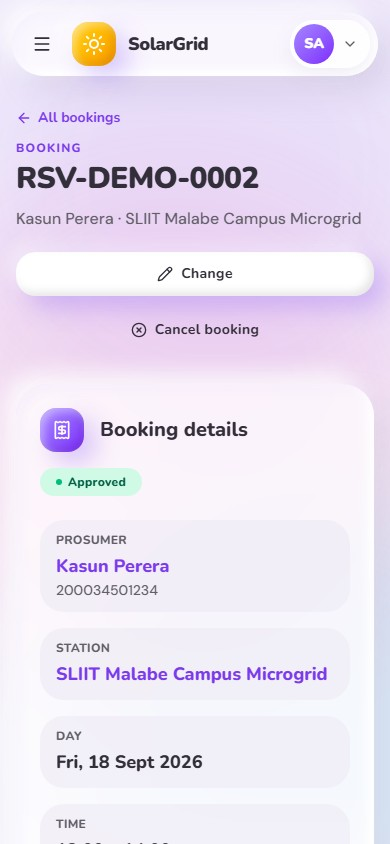 SolarGrid
SA
All bookings
BOOKING
RSV-DEMO-0002
Kasun Perera · SLIIT Malabe Campus Microgrid
Change
Cancel booking
Booking details
Approved
PROSUMER
Kasun Perera
200034501234
STATION
SLIIT Malabe Campus Microgrid
DAY
Fri, 18 Sept 2026
TIME